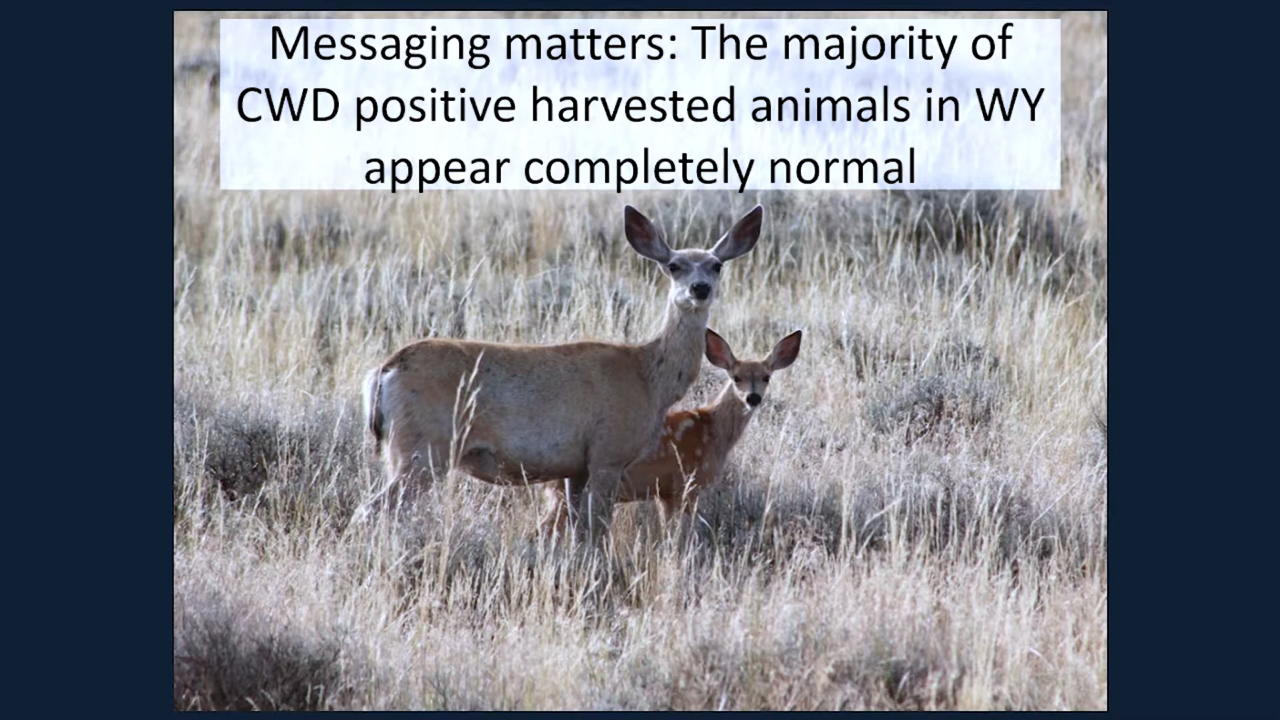 Messaging matters: The majority of
CWD positive harvested animals in WY
appear completely normal